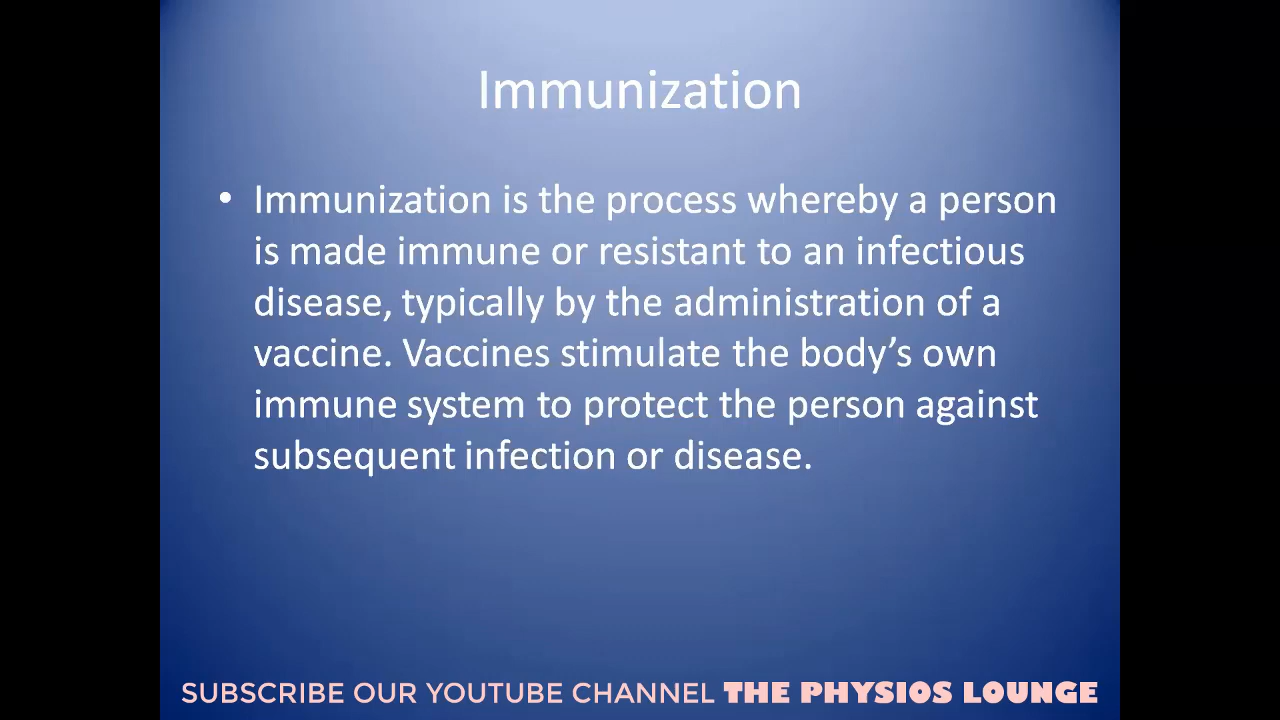 Immunization
• Immunization is the process whereby a person
is made immune or resistant to an infectious
disease, typically by the administration of a
vaccine. Vaccines stimulate the body’s own
immune system to protect the person against
subsequent infection or disease.
SUBSCRIBE OUR YOUTUBE CHANNEL THE PHYSIOS LOUNGE